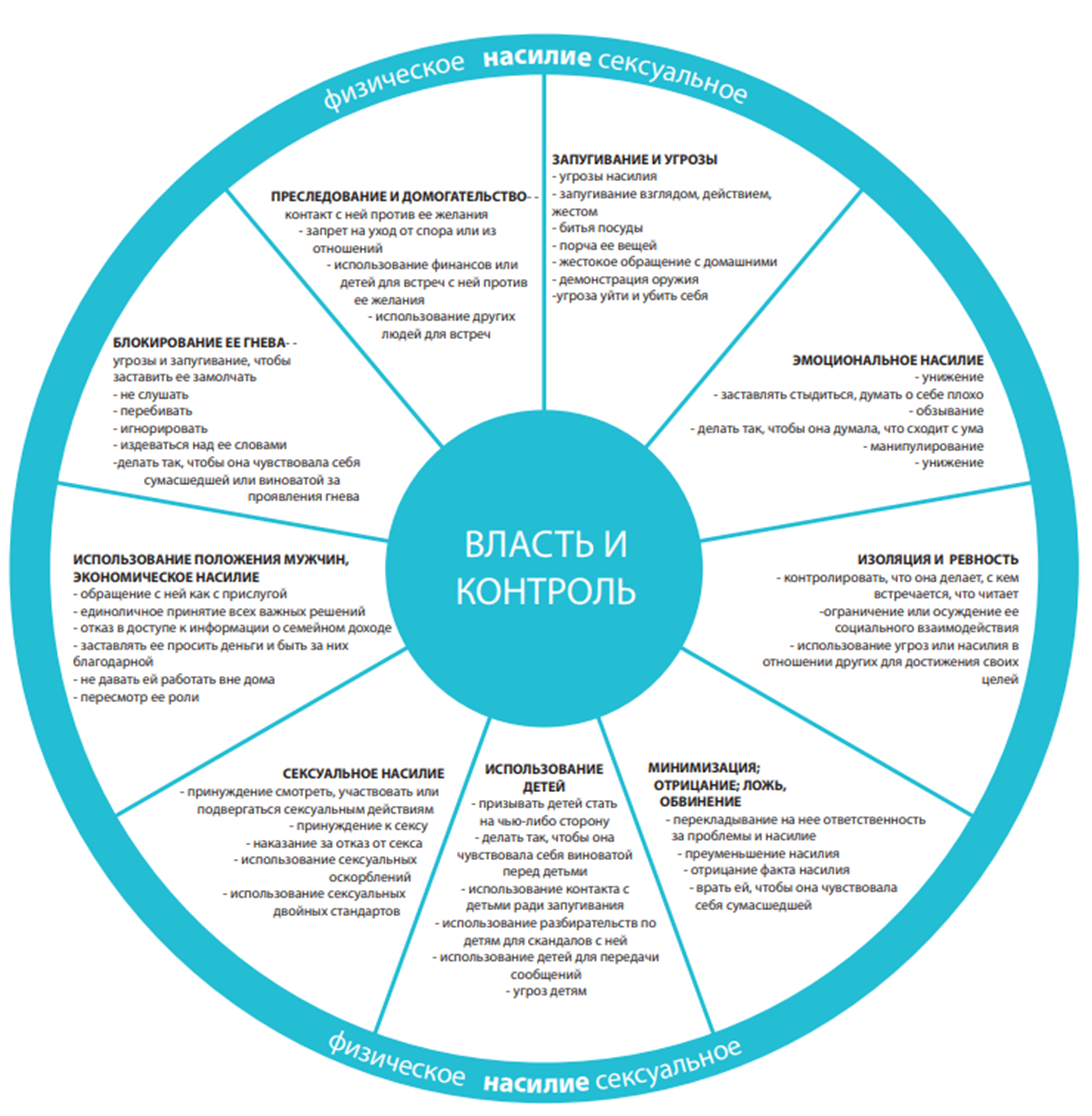 физическое насилие сексуальное
ЗАПУГИВАНИЕ И УГРОЗЫ
- угрозы насилия
- запугивание взглядом, действием,
жестом
- битья посуды
- порча ее вещей
- жестокое обращение с домашними
- демонстрация оружия
-угроза уйти и убить себя
ЭМОЦИОНАЛЬНОЕ НАСИЛИЕ
- унижение
- заставлять стыдиться, думать о себе плохо
- обзывание
- делать так, чтобы она думала, что сходит с ума
- манипулирование
- унижение
ИЗОЛЯЦИЯ И РЕВНОСТЬ
- контролировать, что она делает, с кем
встречается, что читает
-ограничение или осуждение ее
социального взаимодействия
- использование угроз или насилия в
отношении других для достижения своих
целей
МИНИМИЗАЦИЯ;
ОТРИЦАНИЕ; ЛОЖЬ,
ОБВИНЕНИЕ
- перекладывание на нее ответственность
за проблемы и насилие
- преуменьшение насилия
- отрицание факта насилия
- врать ей, чтобы она чувствовала
себя сумасшедшей
ИСПОЛЬЗОВАНИЕ
ДЕТЕЙ
- призывать детей стать
на чью-либо сторону
- делать так, чтобы она
чувствовала себя виноватой
перед детьми
- использование контакта с
детьми ради запугивания
- использование разбирательств по
детям для скандалов с ней
- использование детей для передачи
сообщений
- угроз детям
СЕКСУАЛЬНОЕ НАСИЛИЕ
- принуждение смотреть, участвовать или
подвергаться сексуальным действиям
- принуждение к сексу
- наказание за отказ от секса
- использование сексуальных
оскорблений
- использование сексуальных
двойных стандартов
ИСПОЛЬЗОВАНИЕ ПОЛОЖЕНИЯ МУЖЧИН,
ЭКОНОМИЧЕСКОЕ НАСИЛИЕ
- обращение с ней как с прислугой
- единоличное принятие всех важных решений
- отказ в доступе к информации о семейном доходе
- заставлять ее просить деньги и быть за них
благодарной
- не давать ей работать вне дома
- пересмотр ее роли
БЛОКИРОВАНИЕ ЕЕ ГНЕВА- -
угрозы и запугивание, чтобы
заставить ее замолчать
- не слушать
- перебивать
- игнорировать
- издеваться над ее словами
-делать так, чтобы она чувствовала себя
сумасшедшей или виноватой за
проявления гнева
ПРЕСЛЕДОВАНИЕ И ДОМОГАТЕЛЬСТВО- -
контакт с ней против ее желания
- запрет на уход от спора или из
отношений
- использование финансов или
детей для встреч с ней против
ее желания
- использование других
людей для встреч
ВЛАСТЬ И
КОНТРОЛЬ
физическое насилие сексуальное